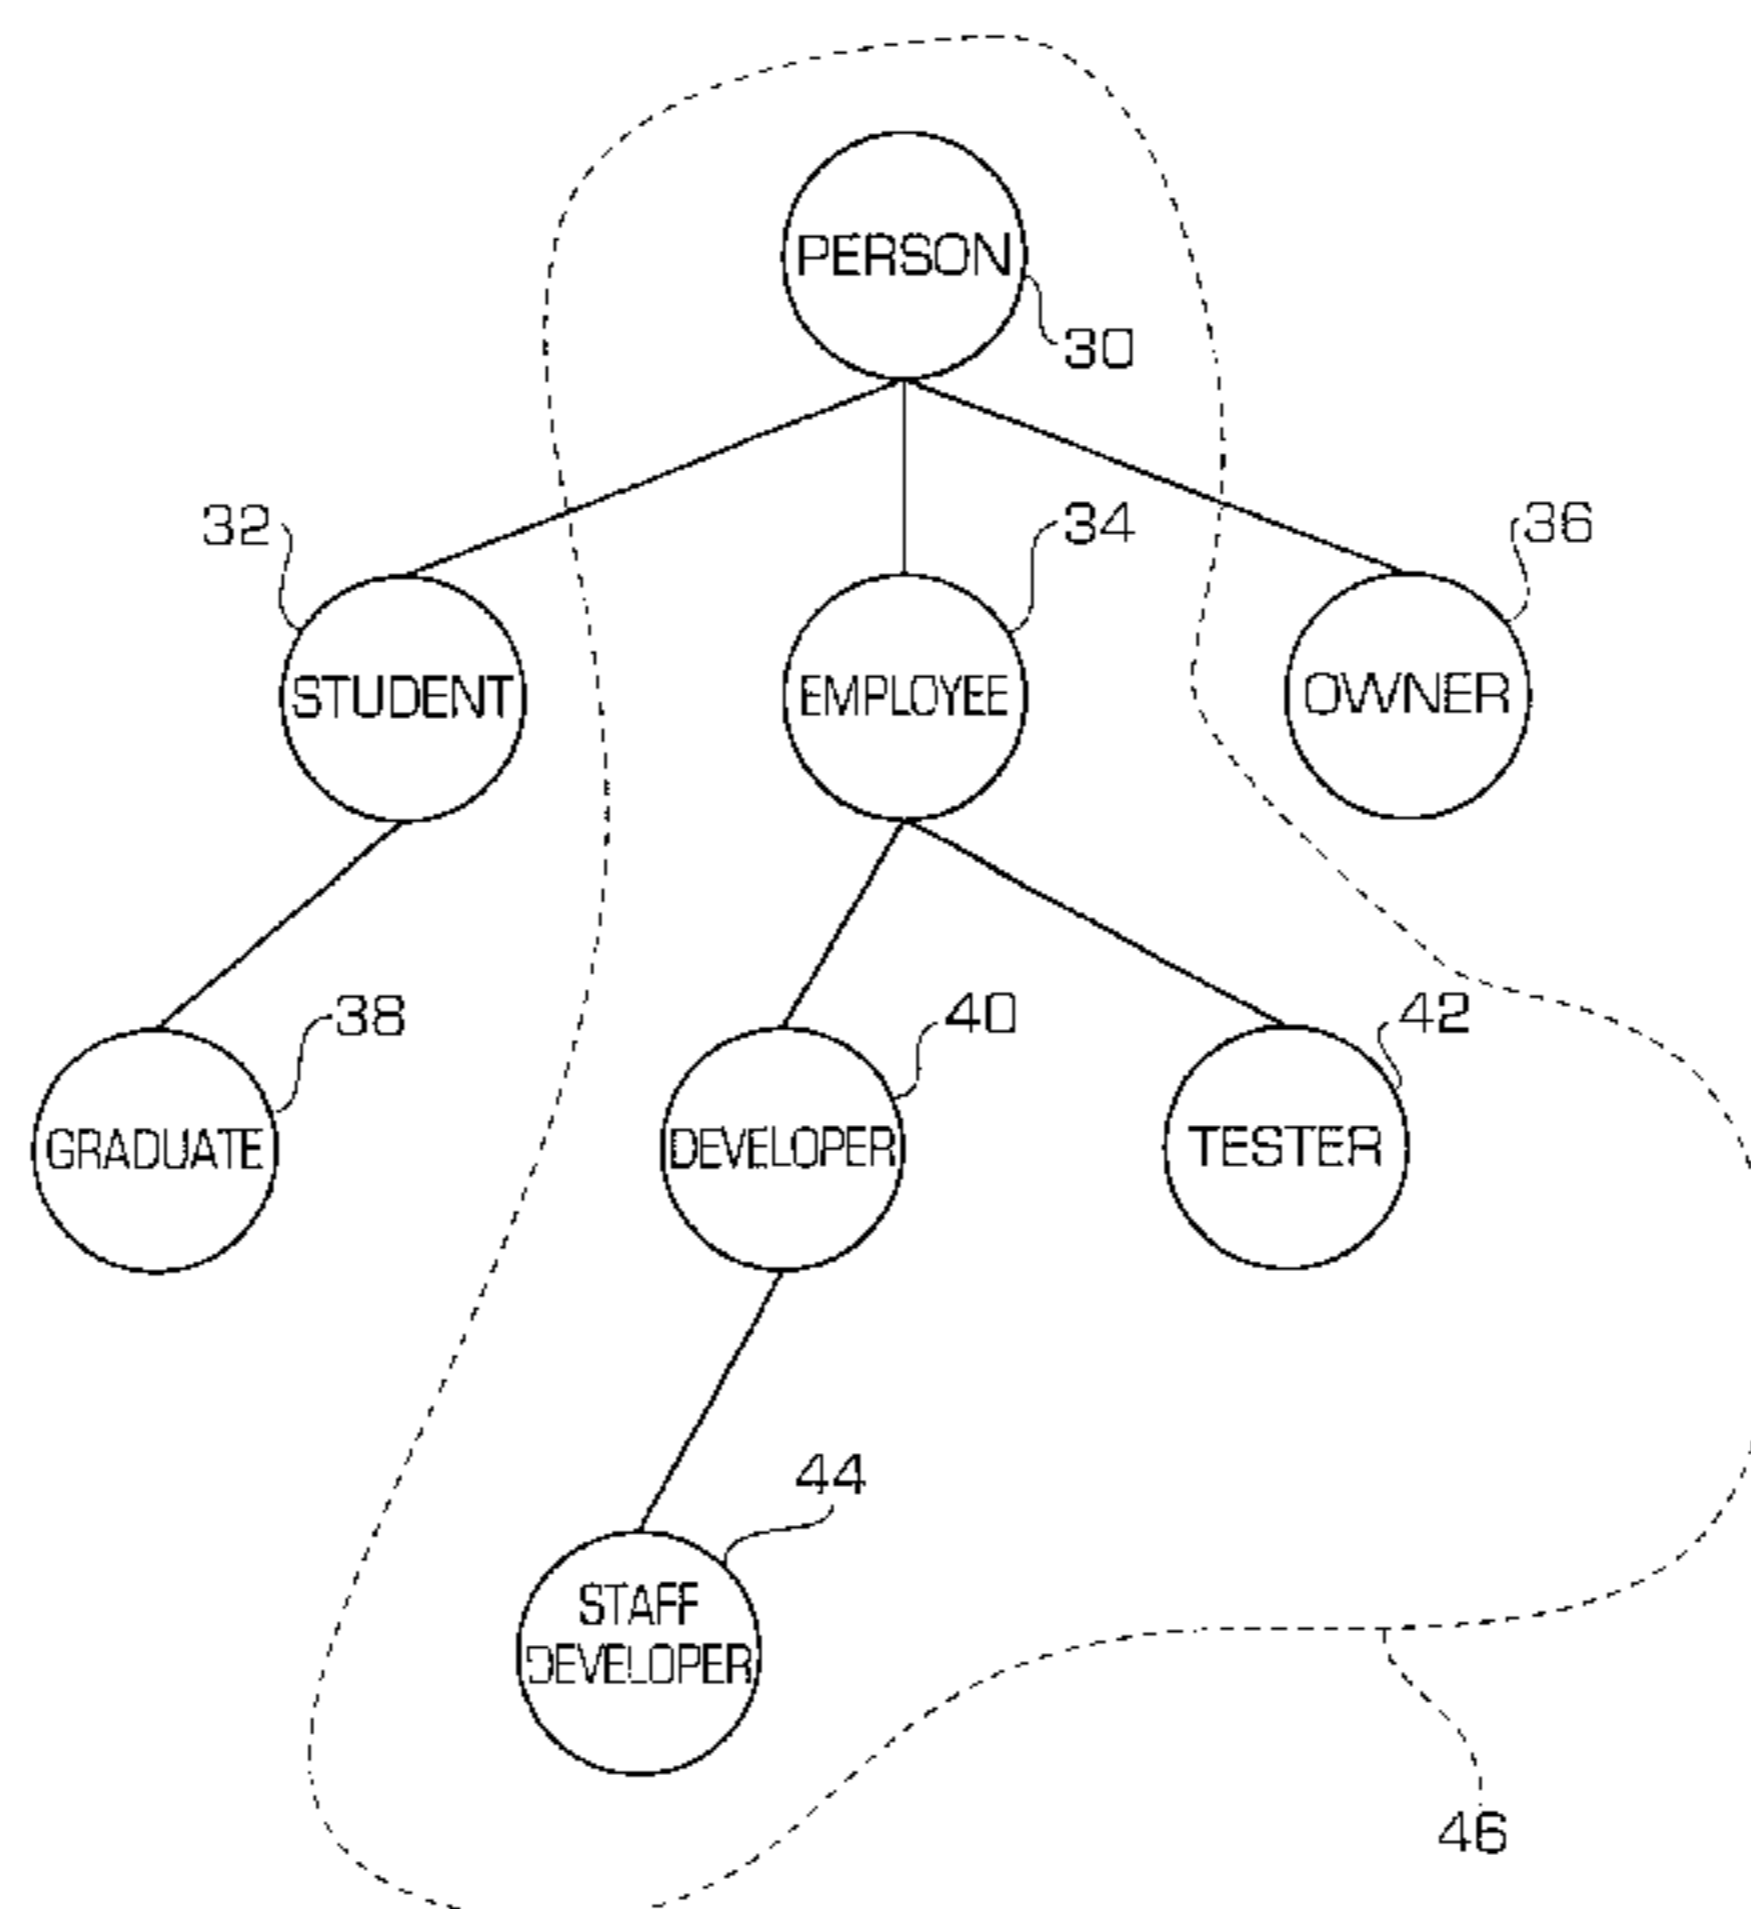 PERSON
30
32
34
36
STUDENT
EMPLOYEE
OWNER
38
40
42
GRADUATE
DEVELOPER
TESTER
44
STAFF
DEVELOPER
46